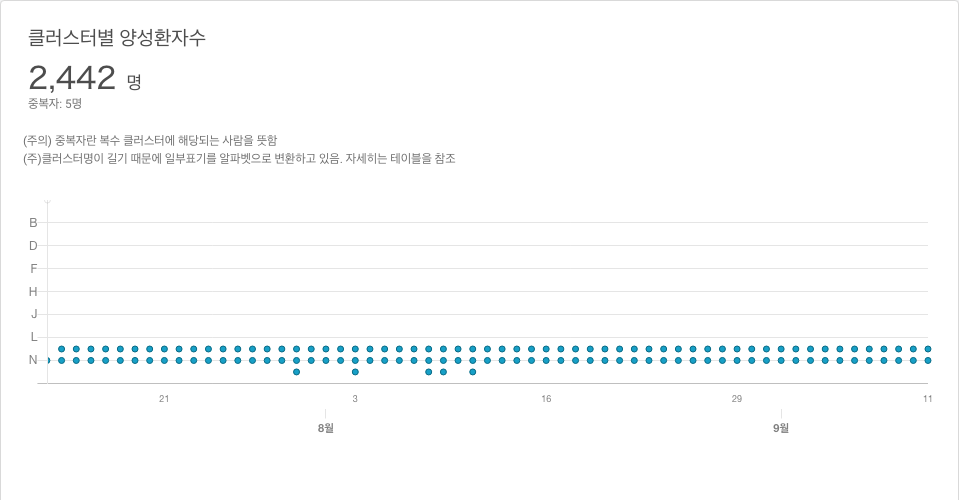 클러스터별 양성환자수
2,442 명
중복자: 5명
(주의) 중복자란 복수 클러스터에 해당되는 사람을 뜻함
(주)클러스터명이 길기 때문에 일부표기를 알파벳으로 변환하고 있음. 자세히는 테이블을 참조
B
D
F
H
J
L
N
21 3 16 29 11
8월 9월